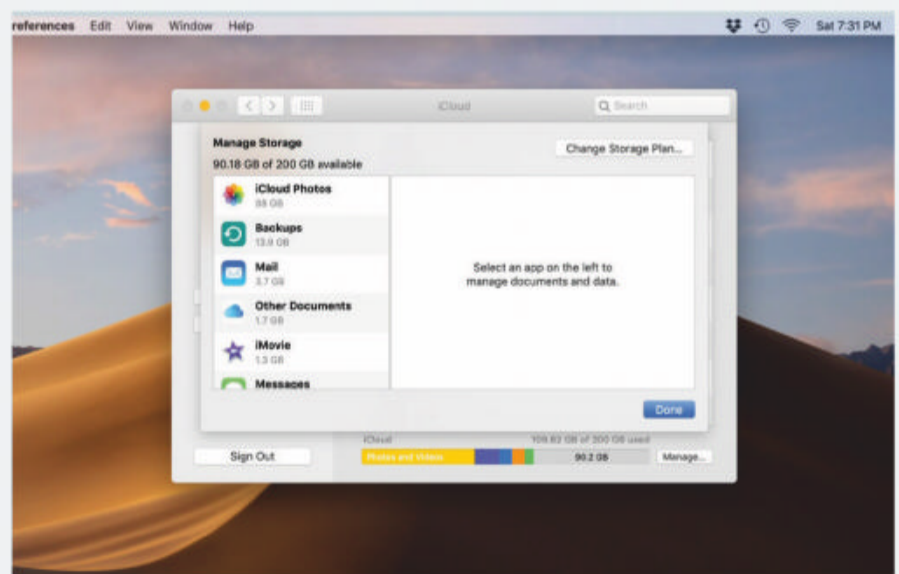 references Edit View Window Help Sat 7:31 PM
iCloud Search
Manage Storage
Change Storage Plan...
90.18 GB of 200 GB available
iCloud Photos
88 GB
Backups
13.9 GB
Mail
3.7 GB
Other Documents
1.7 GB
iMovie
1.3 GB
Messages
Select an app on the left to
manage documents and data.
Done
iCloud 109.82 GB of 200 GB used
Sign Out
Photos and Videos 90.2 GB Manage...